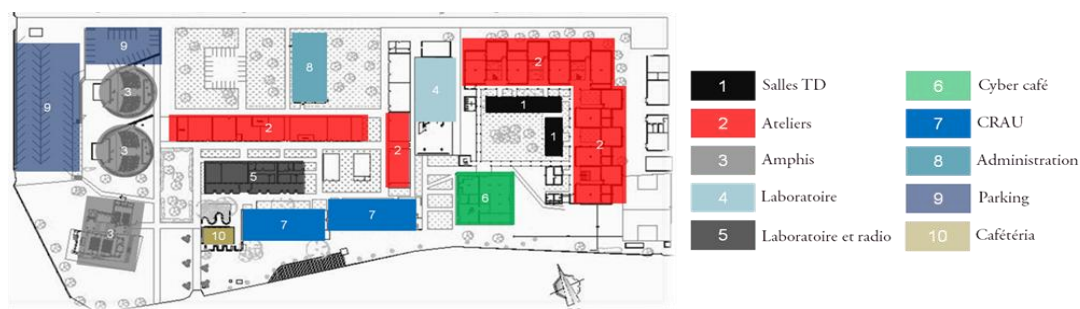 9
3
9
3
3
8
2
5
10
7
7
2
4
2
1
1
2
6
1 Salles TD
2 Ateliers
3 Amphis
4 Laboratoire
5 Laboratoire et radio
6 Cyber café
7 CRAU
8 Administration
9 Parking
10 Cafétéria